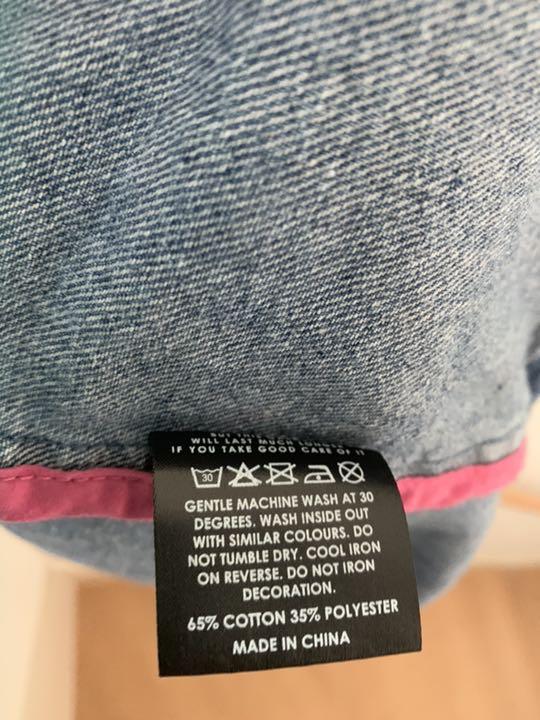 BUT THIS
WILL LAST MUCH LONGER
IF YOU TAKE GOOD CARE OF IT
30
GENTLE MACHINE WASH AT 30
DEGREES. WASH INSIDE OUT
WITH SIMILAR COLOURS. DO
NOT TUMBLE DRY. COOL IRON
ON REVERSE. DO NOT IRON
DECORATION.
65% COTTON 35% POLYESTER
MADE IN CHINA